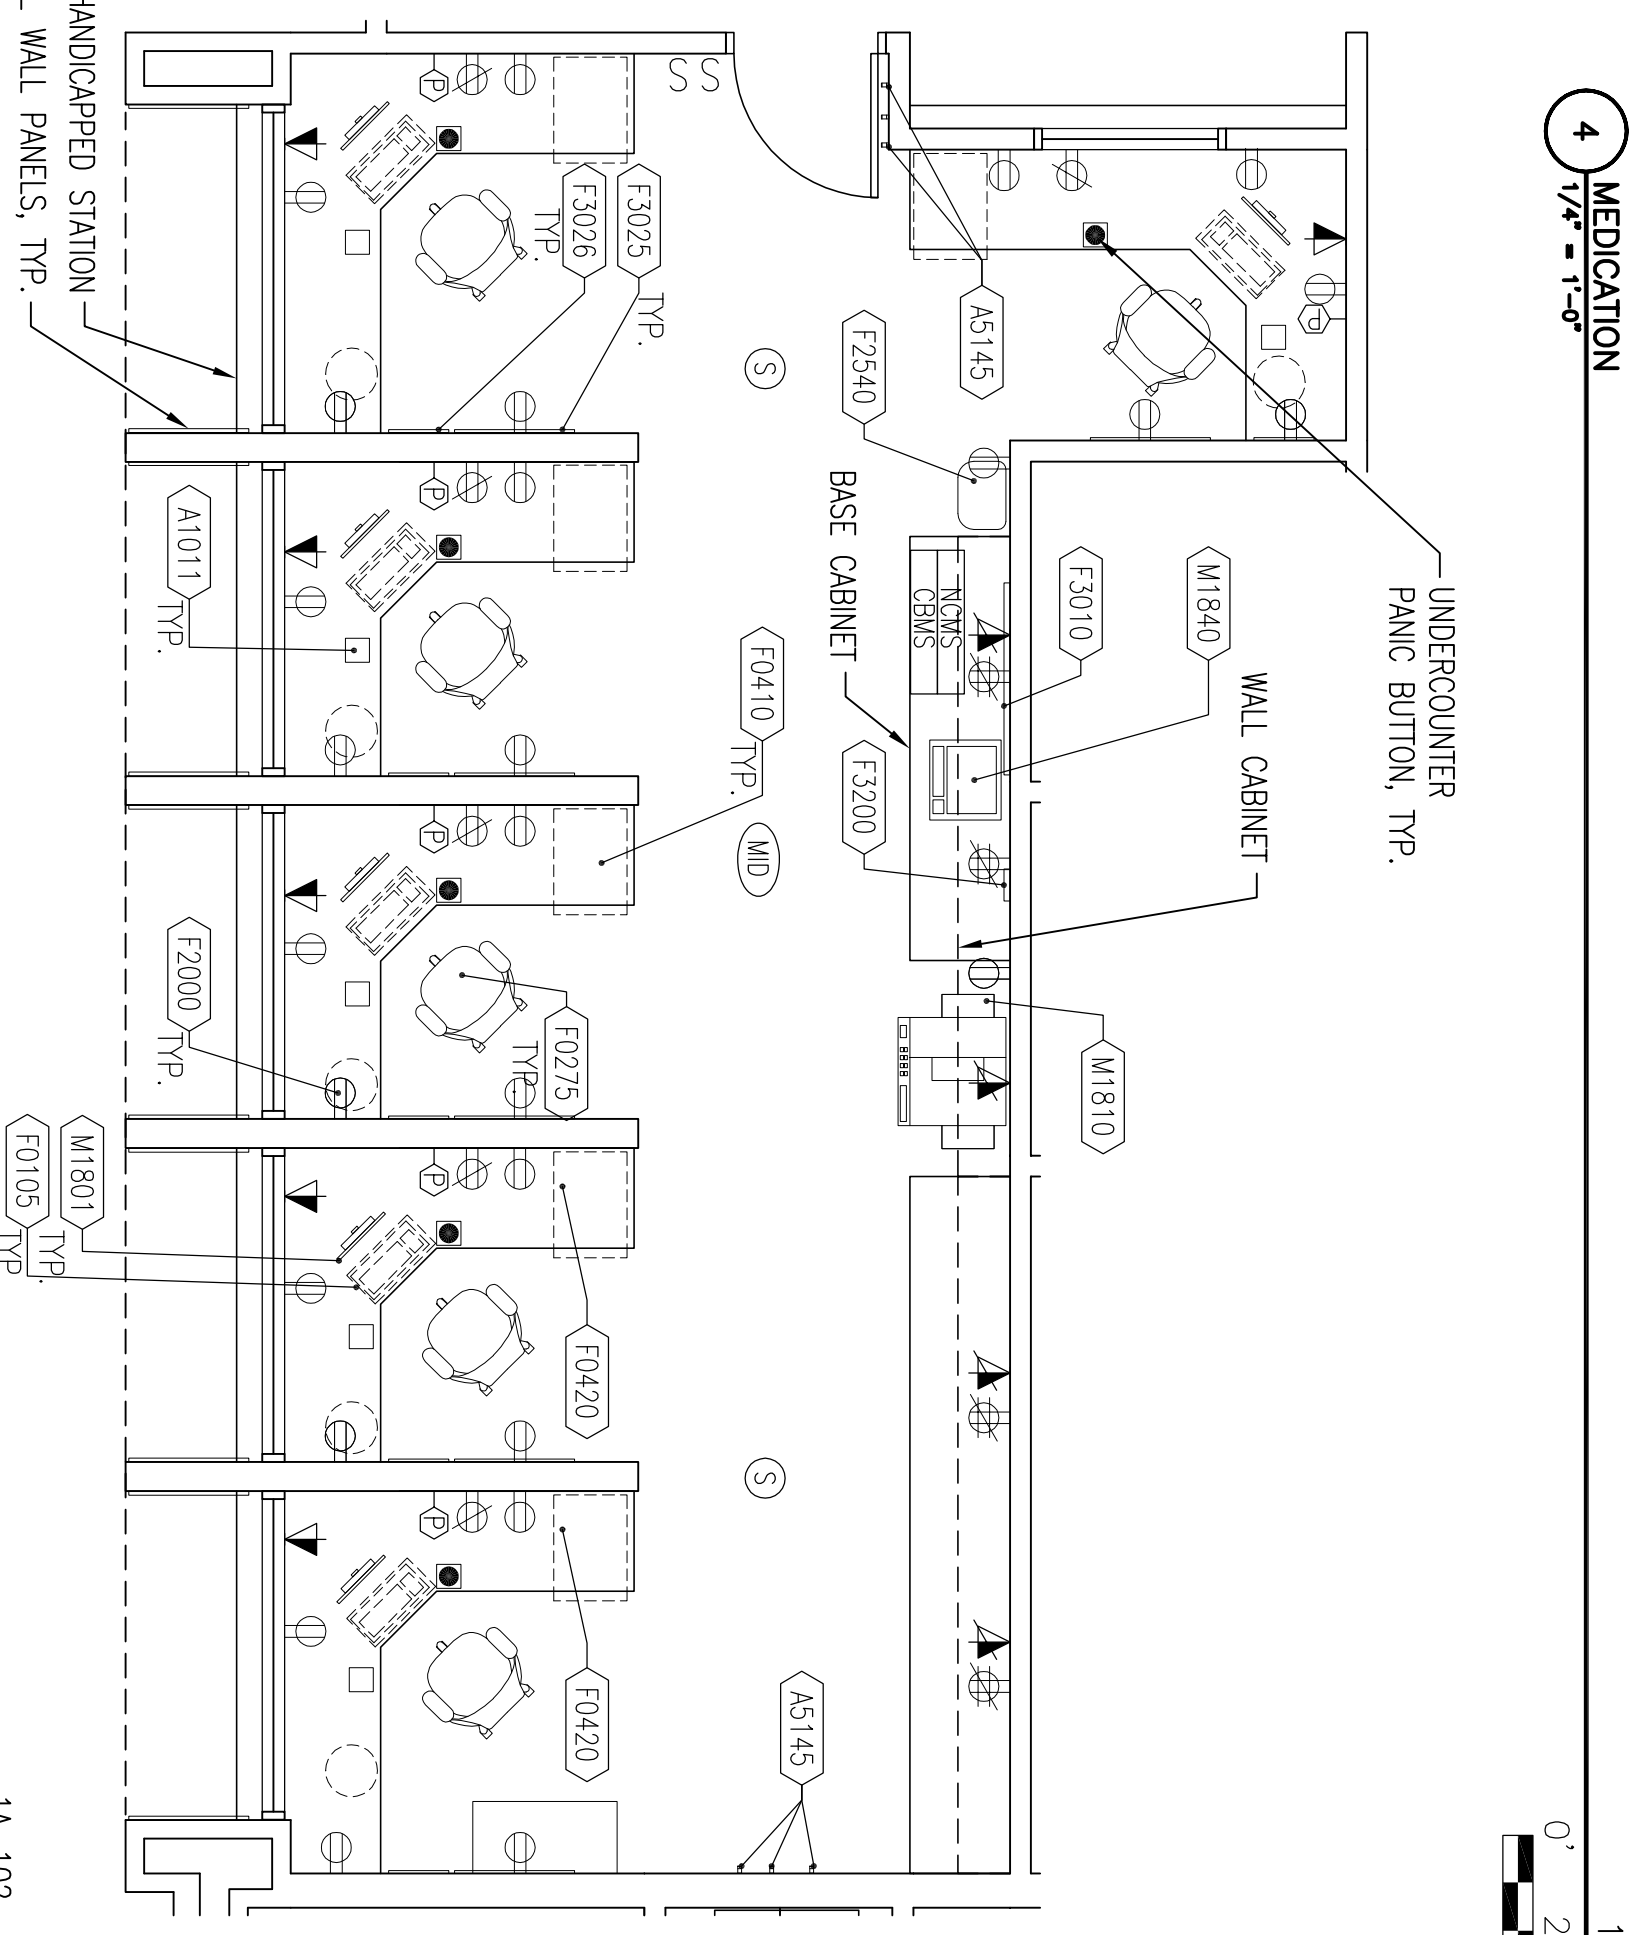 4
MEDICATION
1/4" = 1'-0"
0'
2
1
UNDERCOUNTER
PANIC BUTTON, TYP.
WALL CABINET
M1840
F3010
M1810
A5145
F2540
BASE CABINET
NCMS
CBMS
F3200
S
MID
S
SS
F0410
TYP.
F3025
TYP.
F3026
TYP.
F0275
TYP.
F0420
F0420
A5145
P
P
P
P
P
P
A1011
TYP.
F2000
TYP.
HANDICAPPED STATION
WALL PANELS, TYP.
M1801
TYP.
F0105
TYP.